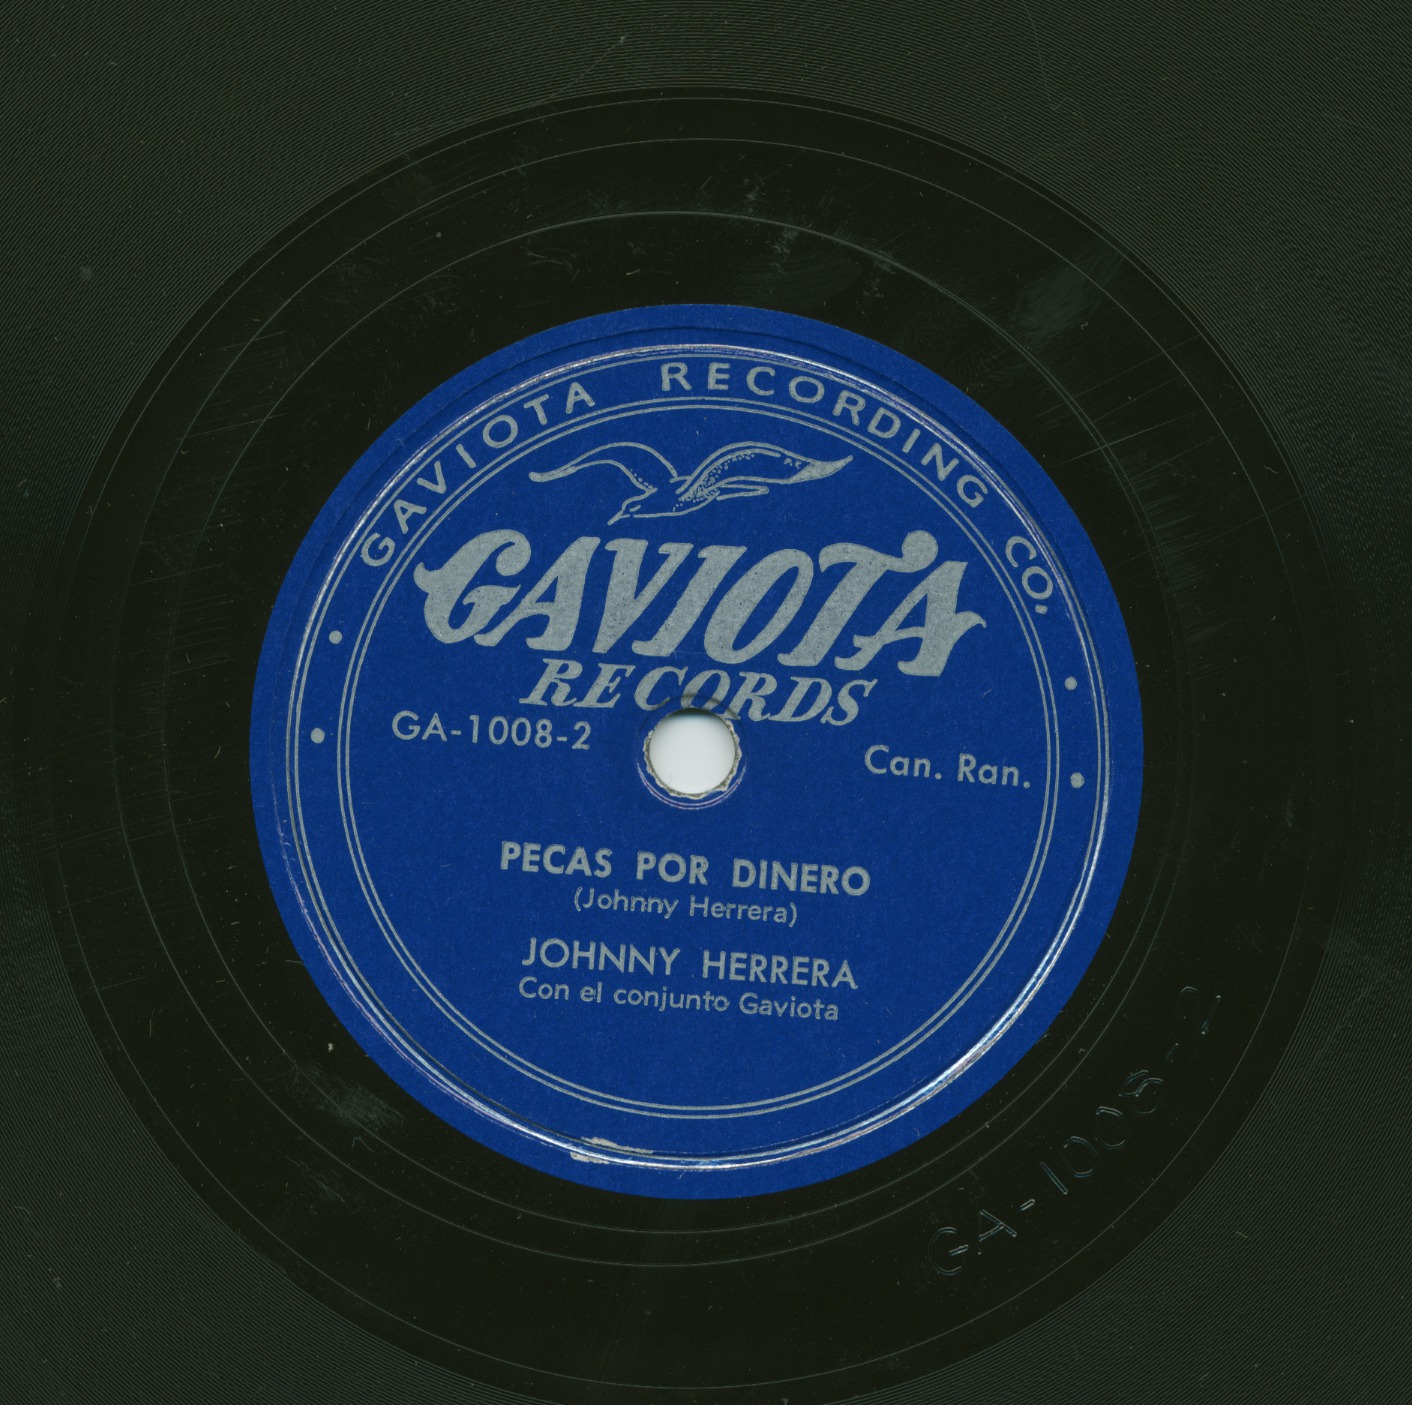 GAVIOTA RECORDING CO.
GAVIOTA
RECORDS
GA-1008-2
Can. Ran.
PECAS POR DINERO
(Johnny Herrera)
JOHNNY HERRERA
Con el conjunto Gaviota
GA-1008-2